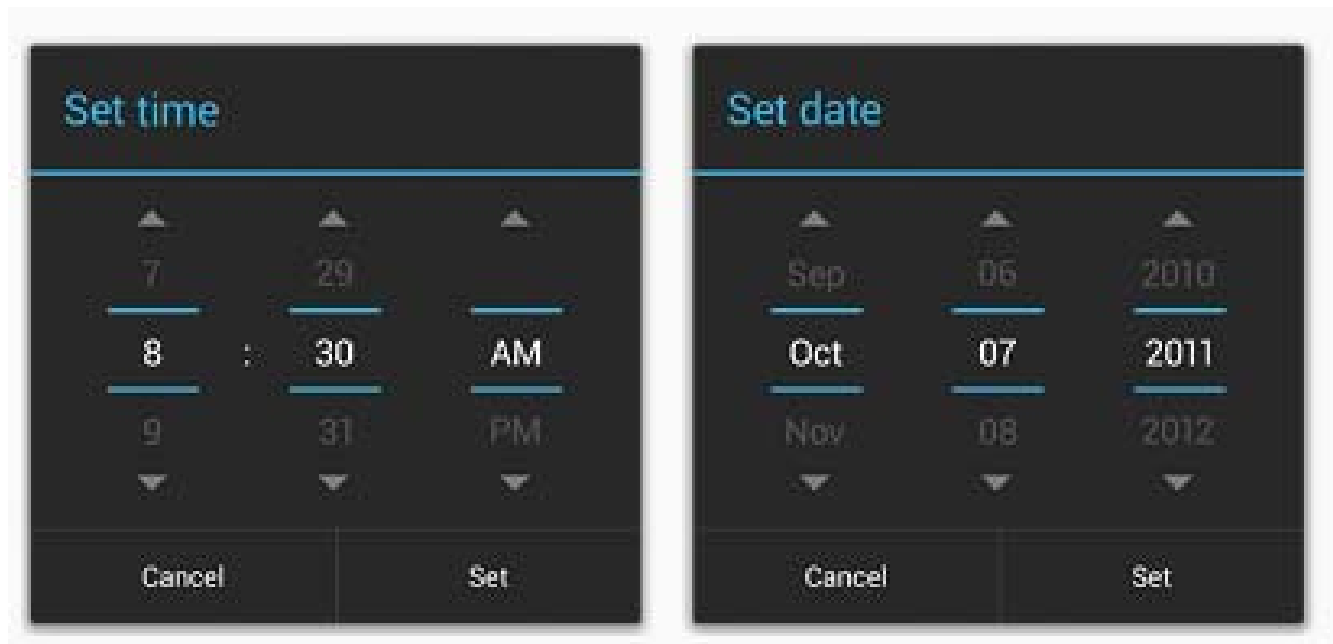 Set time
7 29
8 : 30 AM
9 31 PM
Cancel Set
Set date
Sep 06 2010
Oct 07 2011
Nov 08 2012
Cancel Set